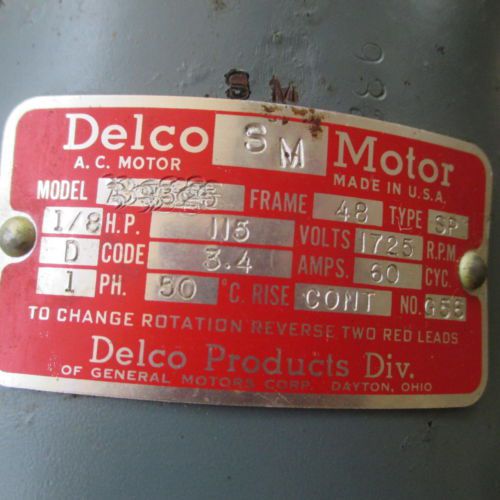 S M
Delco S M Motor
A. C. MOTOR MADE IN U.S.A.
MODEL FRAME 48 TYPE SP
1/8 H.P. 115 VOLTS 1725 R.P.M.
D CODE 3.4 AMPS. 60 CYC.
1 PH. 50 °C. RISE CONT NO. G56
TO CHANGE ROTATION REVERSE TWO RED LEADS
Delco Products Div.
OF GENERAL MOTORS CORP. DAYTON, OHIO